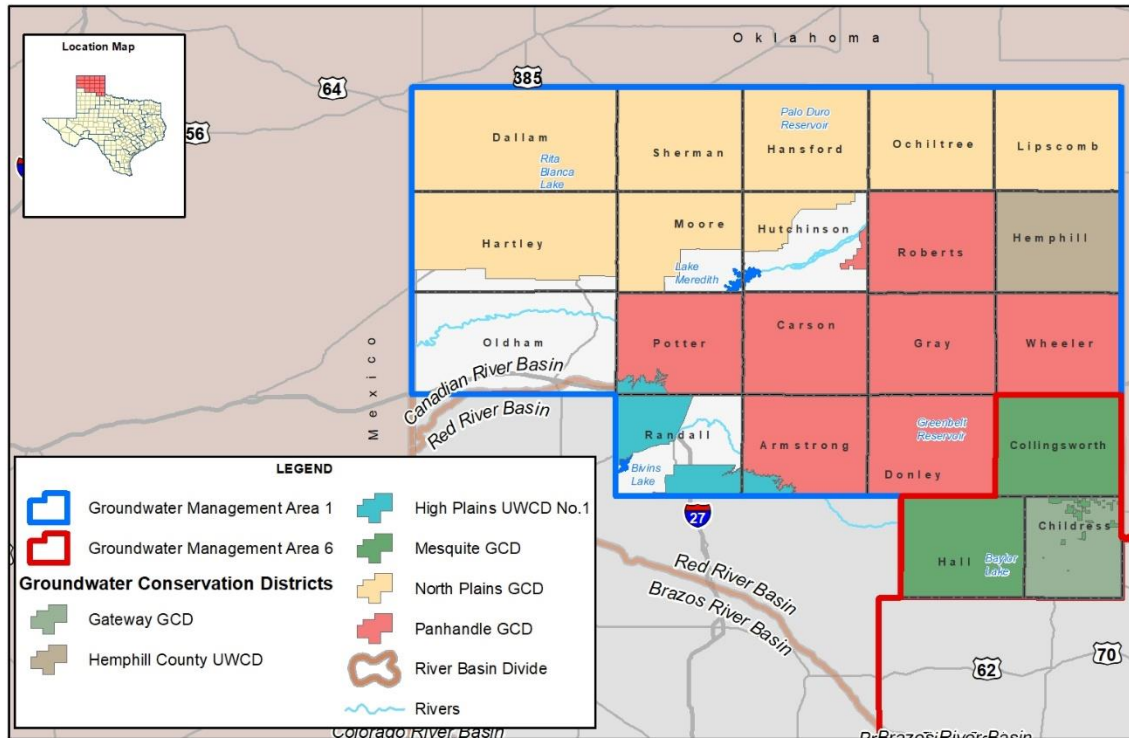 Location Map
Oklahoma
385
64
56
Dallam
Rita
Blanca
Lake
Sherman
Palo Duro
Reservoir
Hansford
Ochiltree
Lipscomb
Hartley
Moore
Lake
Meredith
Hutchinson
Roberts
Hemphill
Oldham
Potter
Carson
Gray
Wheeler
Mexico
Canadian River Basin
Red River Basin
Randall
Bivins
Lake
Armstrong
Greenbelt
Reservoir
Donley
Collingsworth
Hall
Baylor
Lake
Childress
27
Red River Basin
Brazos River Basin
62
70
LEGEND
Groundwater Management Area 1
Groundwater Management Area 6
Groundwater Conservation Districts
Gateway GCD
Hemphill County UWCD
High Plains UWCD No.1
Mesquite GCD
North Plains GCD
Panhandle GCD
River Basin Divide
Rivers
Colorado River Basin
Brazos River Basin